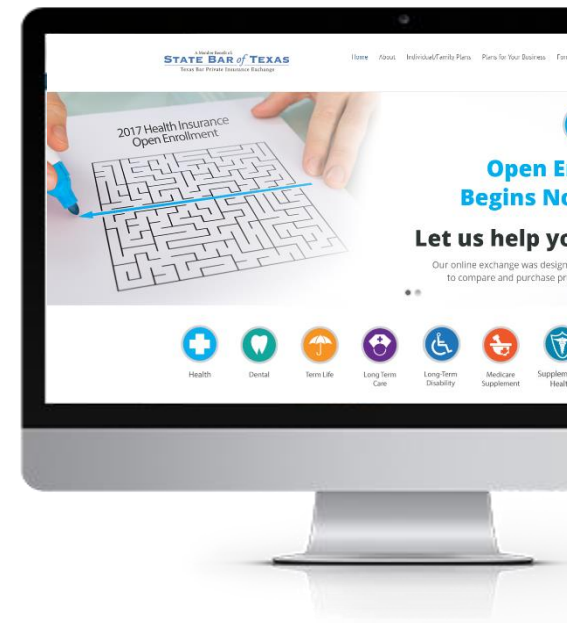 A Member Benefit of:
STATE BAR of TEXAS
Texas Bar Private Insurance Exchange
Home About Individual/Family Plans Plans for Your Business
2017 Health Insurance
Open Enrollment
Open E
Begins No
Let us help yo
Our online exchange was design
to compare and purchase pr
Health
Dental
Term Life
Long Term
Care
Long-Term
Disability
Medicare
Supplement
Supplem
Healt